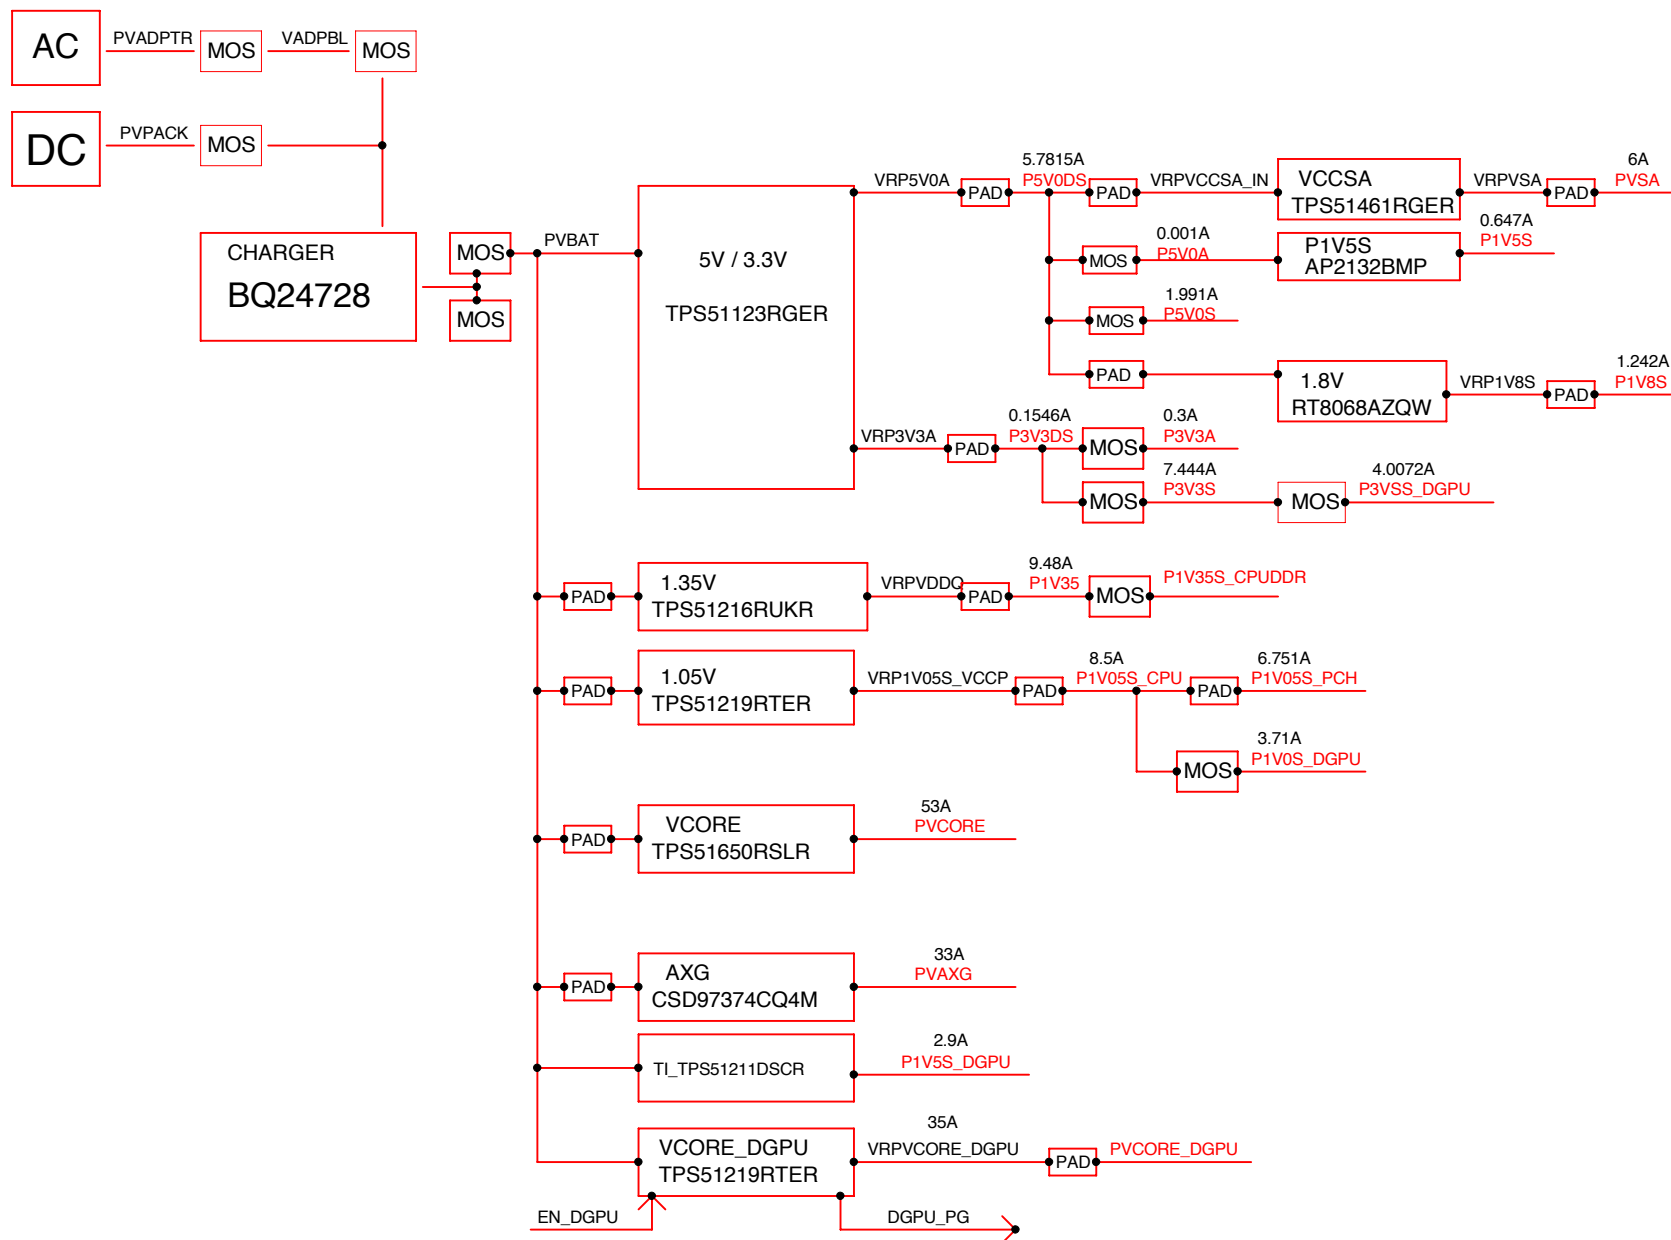 AC
PVADPTR
MOS
VADPBL
MOS
DC
PVPACK
MOS
CHARGER
BQ24728
MOS
MOS
PVBAT
5V / 3.3V
TPS51123RGER
VRP5V0A
PAD
5.7815A
P5V0DS
PAD
VRPVCCSA_IN
VCCSA
TPS51461RGER
VRPVSA
PAD
6A
PVSA
MOS
0.001A
P5V0A
P1V5S
AP2132BMP
0.647A
P1V5S
MOS
1.991A
P5V0S
PAD
1.8V
RT8068AZQW
VRP1V8S
PAD
1.242A
P1V8S
VRP3V3A
PAD
0.1546A
P3V3DS
MOS
0.3A
P3V3A
MOS
7.444A
P3V3S
MOS
4.0072A
P3VSS_DGPU
PAD
1.35V
TPS51216RUKR
VRPVDDQ
PAD
9.48A
P1V35
MOS
P1V35S_CPUDDR
PAD
1.05V
TPS51219RTER
VRP1V05S_VCCP
PAD
8.5A
P1V05S_CPU
PAD
6.751A
P1V05S_PCH
MOS
3.71A
P1V0S_DGPU
PAD
VCORE
TPS51650RSLR
53A
PVCORE
PAD
AXG
CSD97374CQ4M
33A
PVAXG
TI_TPS51211DSCR
2.9A
P1V5S_DGPU
VCORE_DGPU
TPS51219RTER
35A
VRPVCORE_DGPU
PAD
PVCORE_DGPU
EN_DGPU
DGPU_PG